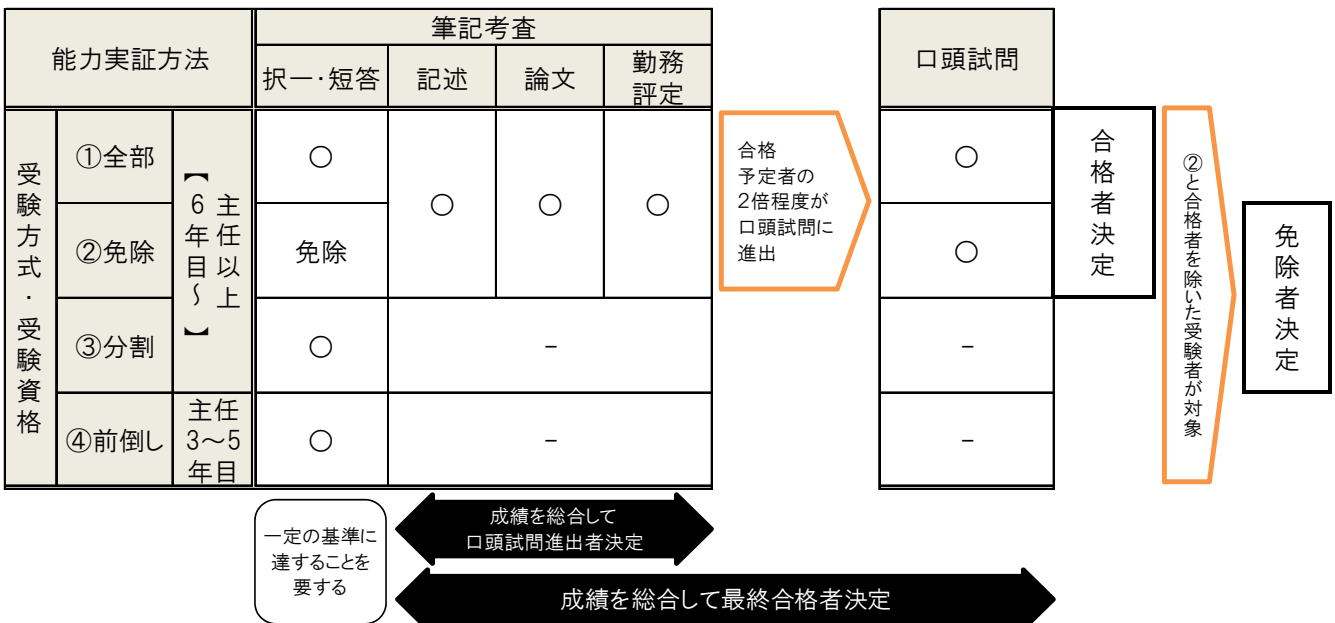 能力実証方法
筆記考査
択一・短答
記述
論文
勤務
評定
口頭試問
受験方式・受験資格
①全部
②免除
③分割
④前倒し
主任以上
【6年目～】
主任
3～5
年目
○
免除
○
○
○
○
○
－
－
合格
予定者の
2倍程度が
口頭試問に
進出
○
○
－
－
合格者決定
②と合格者を除いた受験者が対象
免除者決定
一定の基準に
達することを
要する
成績を総合して
口頭試問進出者決定
成績を総合して最終合格者決定